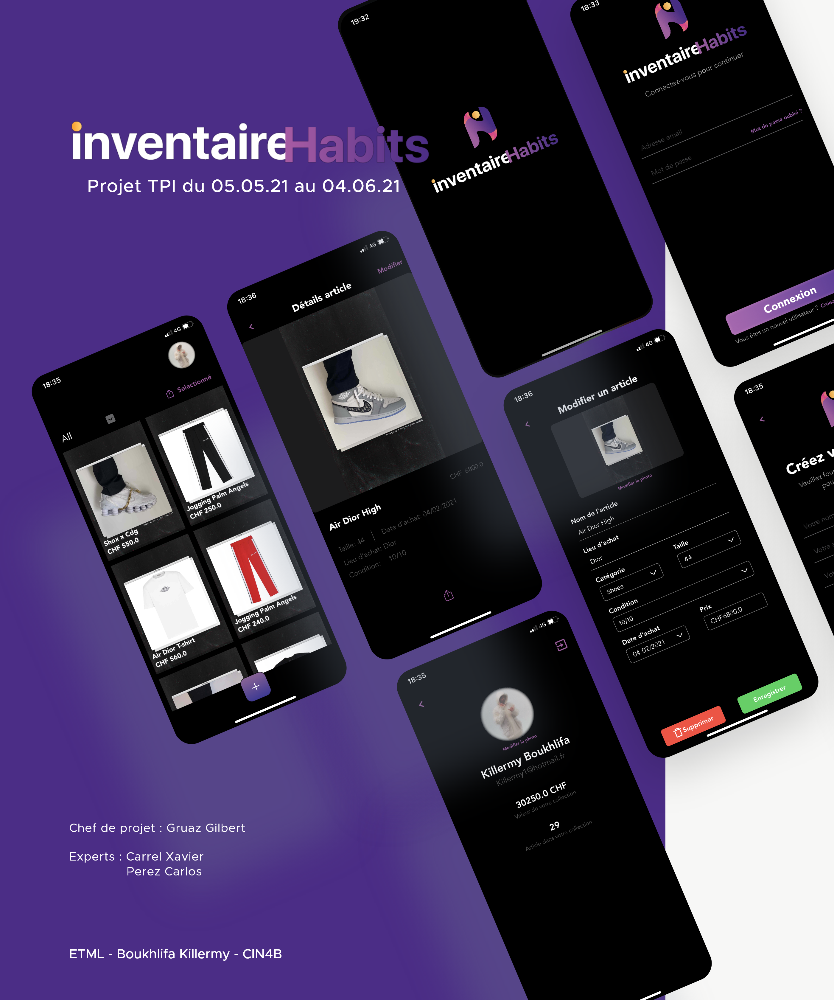 inventaireHabits
Projet TPI du 05.05.21 au 04.06.21
19:32
inventaireHabits
18:33
inventaireHabits
Connectez-vous pour continuer
Adresse email
Mot de passe oublié ?
Mot de passe
Connexion
Vous êtes un nouvel utilisateur ? Créez
18:36
4G
Modifier
Détails article
JORDAN 1 HIGH | AIR DIOR
CHF 6800.0
Air Dior High
Taille: 44 | Date d'achat: 04/02/2021
Lieu d'achat: Dior
Condition: 10/10
18:35
4G
Selectionné
All
Shox x Cdg
CHF 550.0
Jogging Palm Angels
CHF 250.0
Air Dior T-shirt
CHF 560.0
Jogging Palm Angels
CHF 240.0
18:36
4G
Modifier un article
Modifier la photo
Nom de l'article
Air Dior High
Lieu d'achat
Dior
Catégorie
Shoes
Taille
44
Condition
10/10
Date d'achat
04/02/2021
Prix
CHF6800.0
Supprimer
Enregistrer
18:35
Créez v
Veuillez four
pou
Votre nom
Votre a
Vot
18:35
4G
Modifier la photo
Killermy Boukhlifa
Killermy1@hotmail.fr
30250.0 CHF
Valeur de votre collection
29
Article dans votre collection
Chef de projet : Gruaz Gilbert
Experts : Carrel Xavier
Perez Carlos
ETML - Boukhlifa Killermy - CIN4B